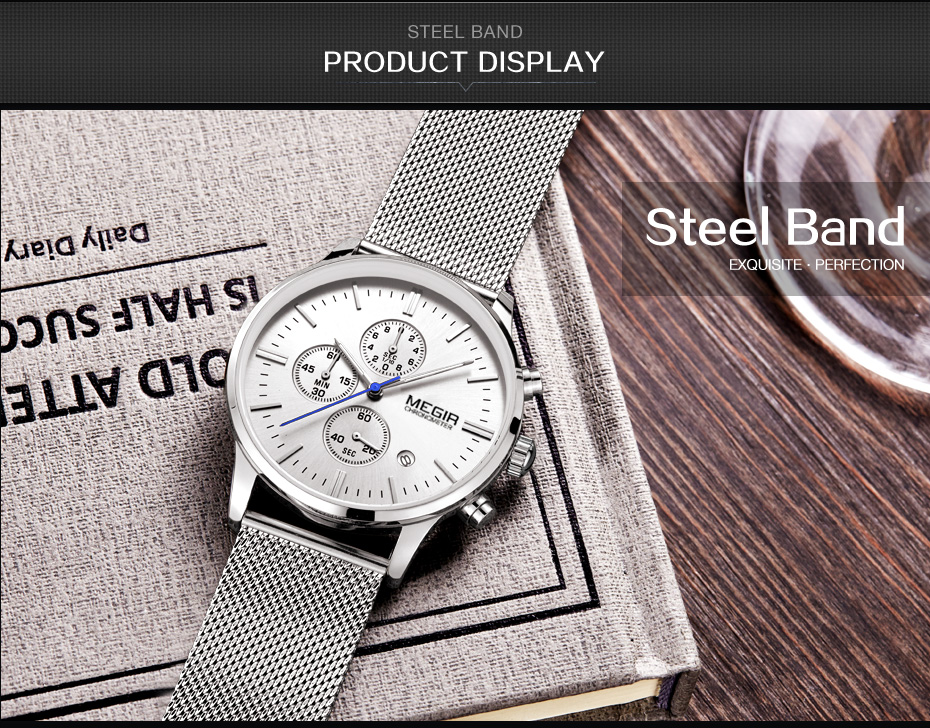 STEEL BAND
PRODUCT DISPLAY
Steel Band
EXQUISITE · PERFECTION
Daily Diary
IS HALF SUCC
OLD ATTE
MEGIR
CHRONOMETER
60
15
30
45
MIN
60
20
40
SEC